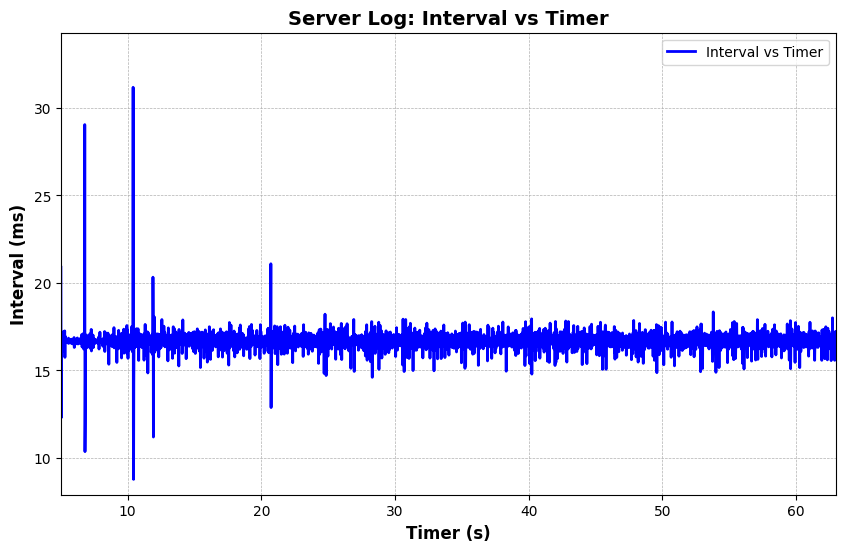 Server Log: Interval vs Timer
Interval vs Timer
Interval (ms)
30
25
20
15
10
10 20 30 40 50 60
Timer (s)